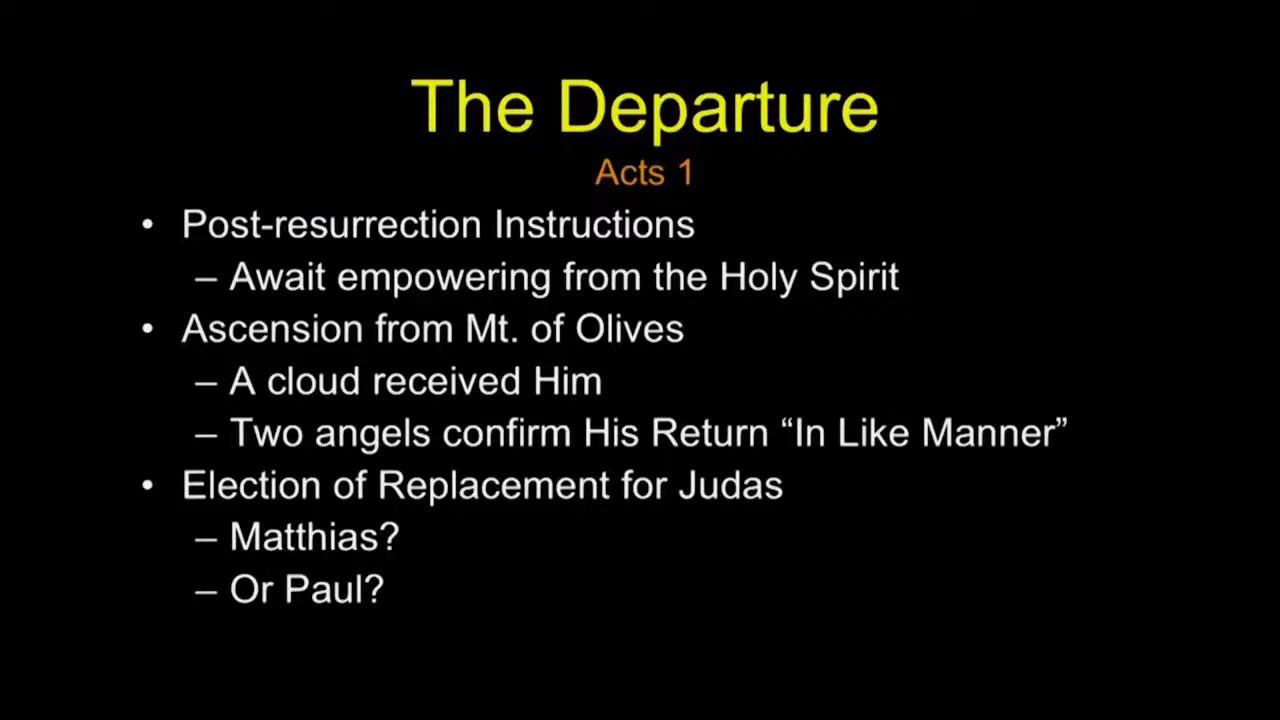 The Departure
Acts 1
• Post-resurrection Instructions
– Await empowering from the Holy Spirit
• Ascension from Mt. of Olives
– A cloud received Him
– Two angels confirm His Return “In Like Manner”
• Election of Replacement for Judas
– Matthias?
– Or Paul?